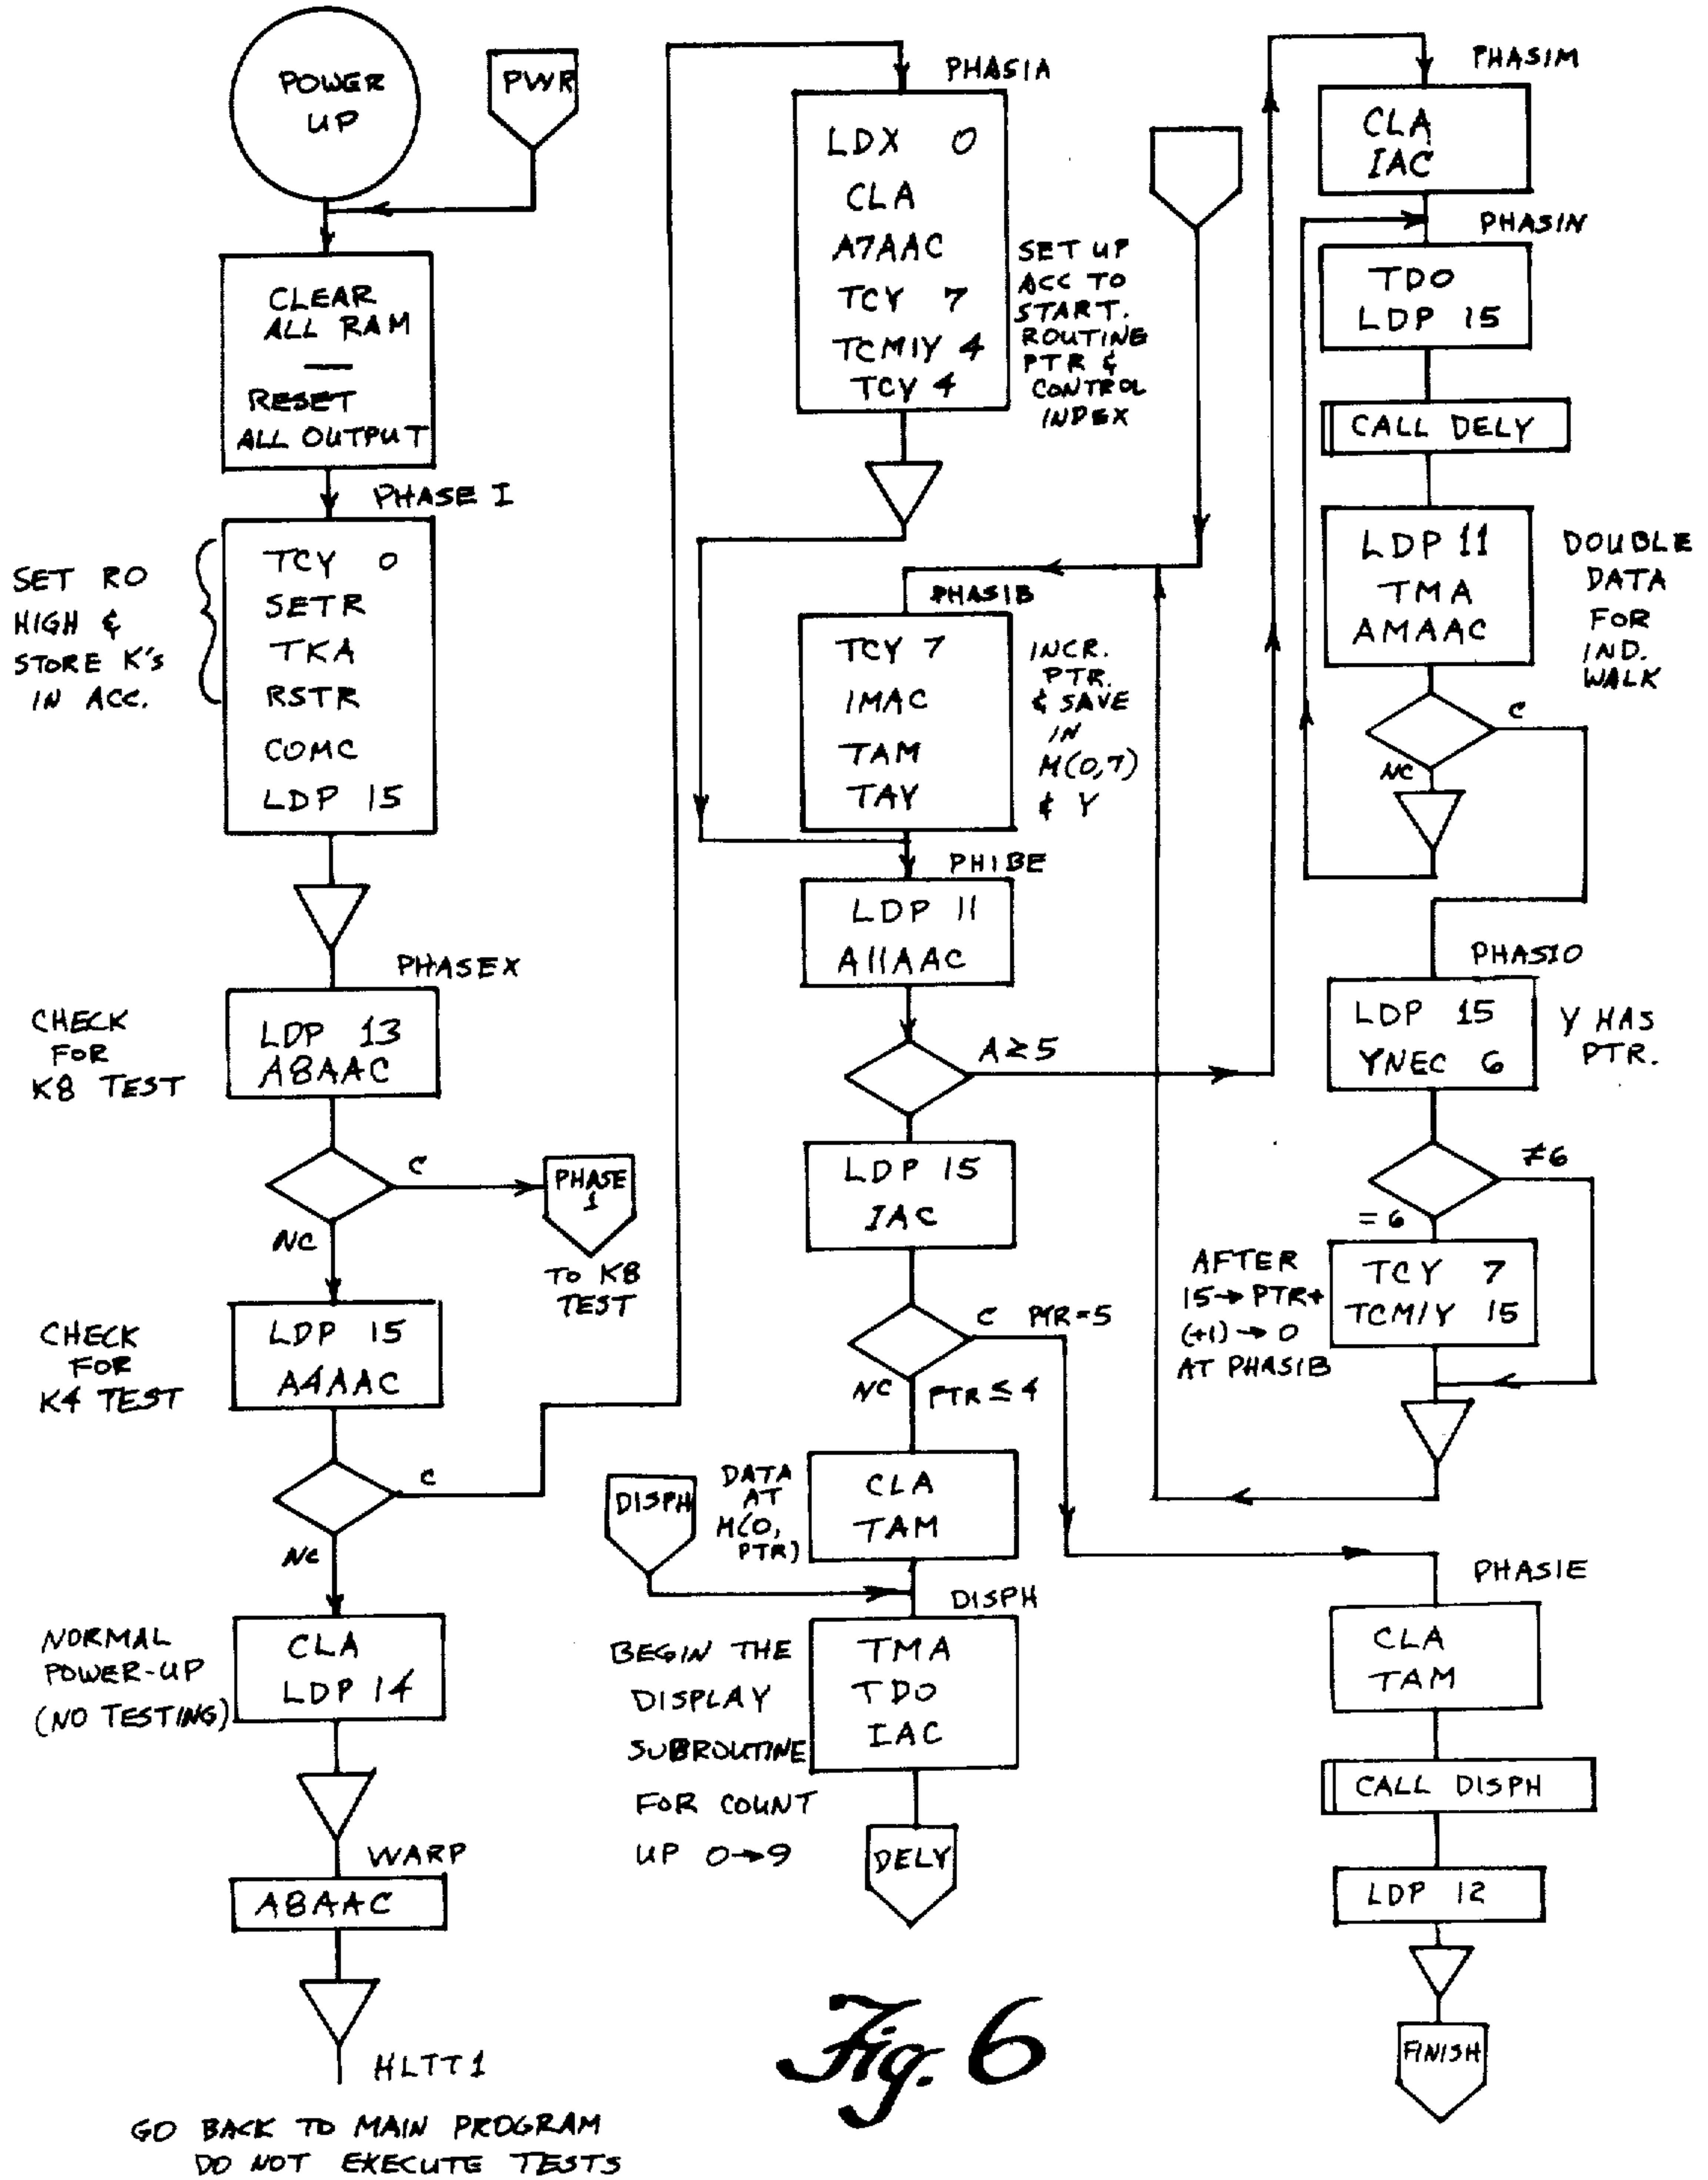 POWER
UP
PWR
CLEAR
ALL RAM
—
RESET
ALL OUTPUT
PHASE I
SET RO
HIGH &
STORE K's
IN ACC.
TCY 0
SETR
TKA
RSTR
COMC
LDP 15
PHASEX
CHECK
FOR
K8 TEST
LDP 13
A8AAC
C
NC
PHASE
1
TO K8
TEST
CHECK
FOR
K4 TEST
LDP 15
A4AAC
C
NC
NORMAL
POWER-UP
(NO TESTING)
CLA
LDP 14
WARP
A8AAC
HLTT1
GO BACK TO MAIN PROGRAM
DO NOT EXECUTE TESTS
PHASIA
LDX 0
CLA
A7AAC
TCY 7
TCMIY 4
TCY 4
SET UP
ACC TO
START.
ROUTINE
PTR &
CONTROL
INDEX
PHASIB
TCY 7
IMAC
TAM
TAY
INCR.
PTR.
& SAVE
IN
M(0,7)
& Y
PHIBE
LDP 11
A11AAC
A≥5
LDP 15
IAC
C PTR=5
NC PTR≤4
DATA
AT
M(0,
PTR)
CLA
TAM
DISPH
DISPH
BEGIN THE
DISPLAY
SUBROUTINE
FOR COUNT
UP 0→9
TMA
TDO
IAC
DELY
PHASIM
CLA
IAC
PHASIN
TDO
LDP 15
CALL DELY
LDP 11
TMA
AMAAC
DOUBLE
DATA
FOR
IND.
WALK
C
NC
PHASIO
LDP 15
YNEC 6
Y HAS
PTR.
≠6
=6
AFTER
15→PTR+
(+1)→0
AT PHASIB
TCY 7
TCMIY 15
PHASIE
CLA
TAM
CALL DISPH
LDP 12
FINISH
Fig. 6